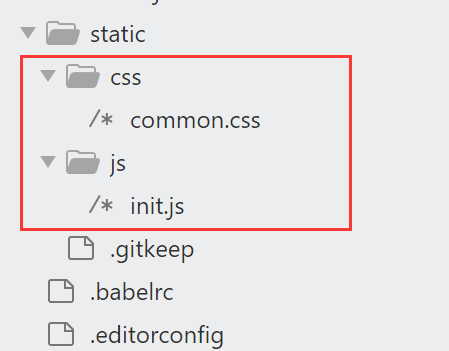 static
css
/* common.css
js
/* init.js
.gitkeep
.babelrc
.editorconfig